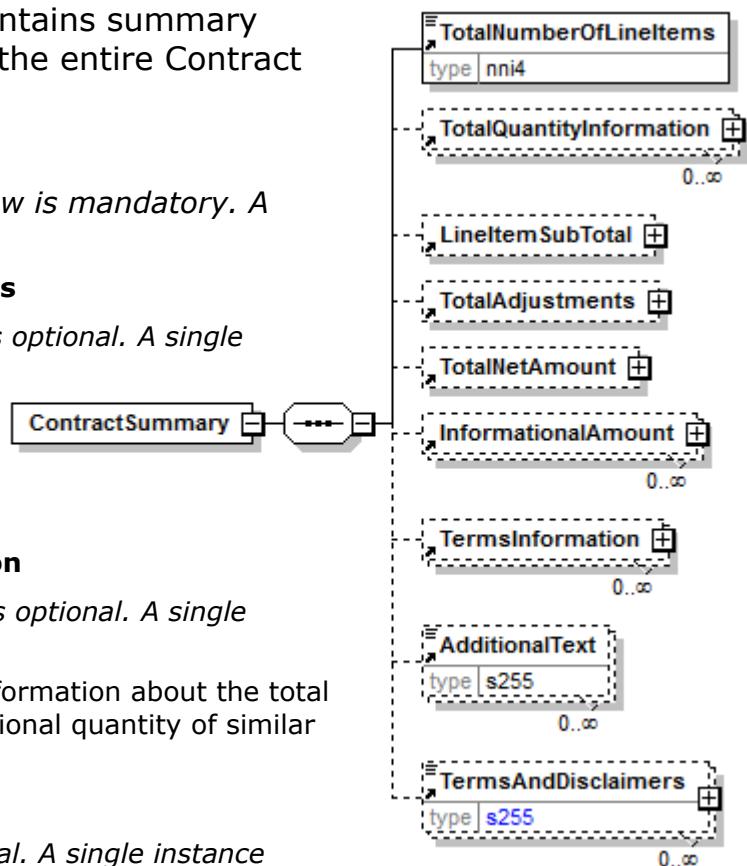 ntains summary
the entire Contract
w is mandatory. A
s
s optional. A single
on
s optional. A single
formation about the total
ional quantity of similar
al. A single instance
ContractSummary
TotalNumberOfLineItems
type nni4
TotalQuantityInformation
0..∞
LineItemSubTotal
TotalAdjustments
TotalNetAmount
InformationalAmount
0..∞
TermsInformation
0..∞
AdditionalText
type s255
0..∞
TermsAndDisclaimers
type s255
0..∞